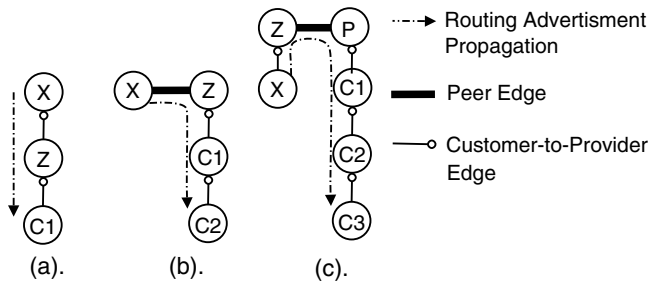 Z
P
X
C1
C2
C3
X
Z
C1
C2
X
Z
C1
(a).
(b).
(c).
Routing Advertisment
Propagation
Peer Edge
Customer-to-Provider
Edge